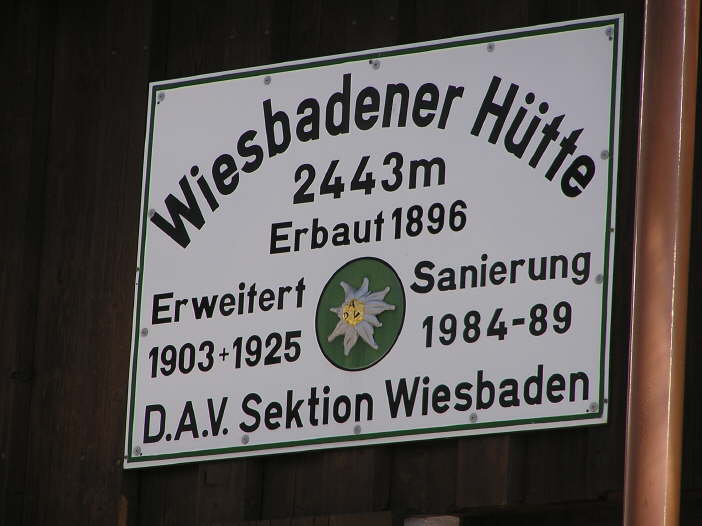 Wiesbadener Hütte
2443m
Erbaut 1896
Erweitert
1903+1925
Sanierung
1984-89
D.A.V. Sektion Wiesbaden